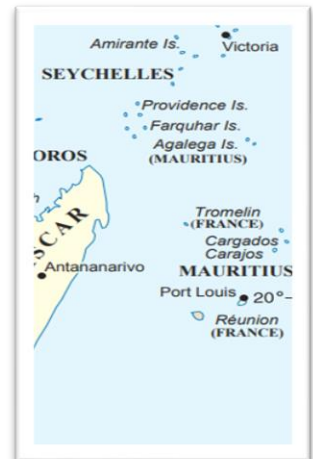 Amirante Is.
Victoria
SEYCHELLES
Providence Is.
Farquhar Is.
Agalega Is.
(MAURITIUS)
OROS
SCAR
Tromelin
(FRANCE)
Cargados
Carajos
Antananarivo
MAURITIUS
Port Louis
20°
Réunion
(FRANCE)